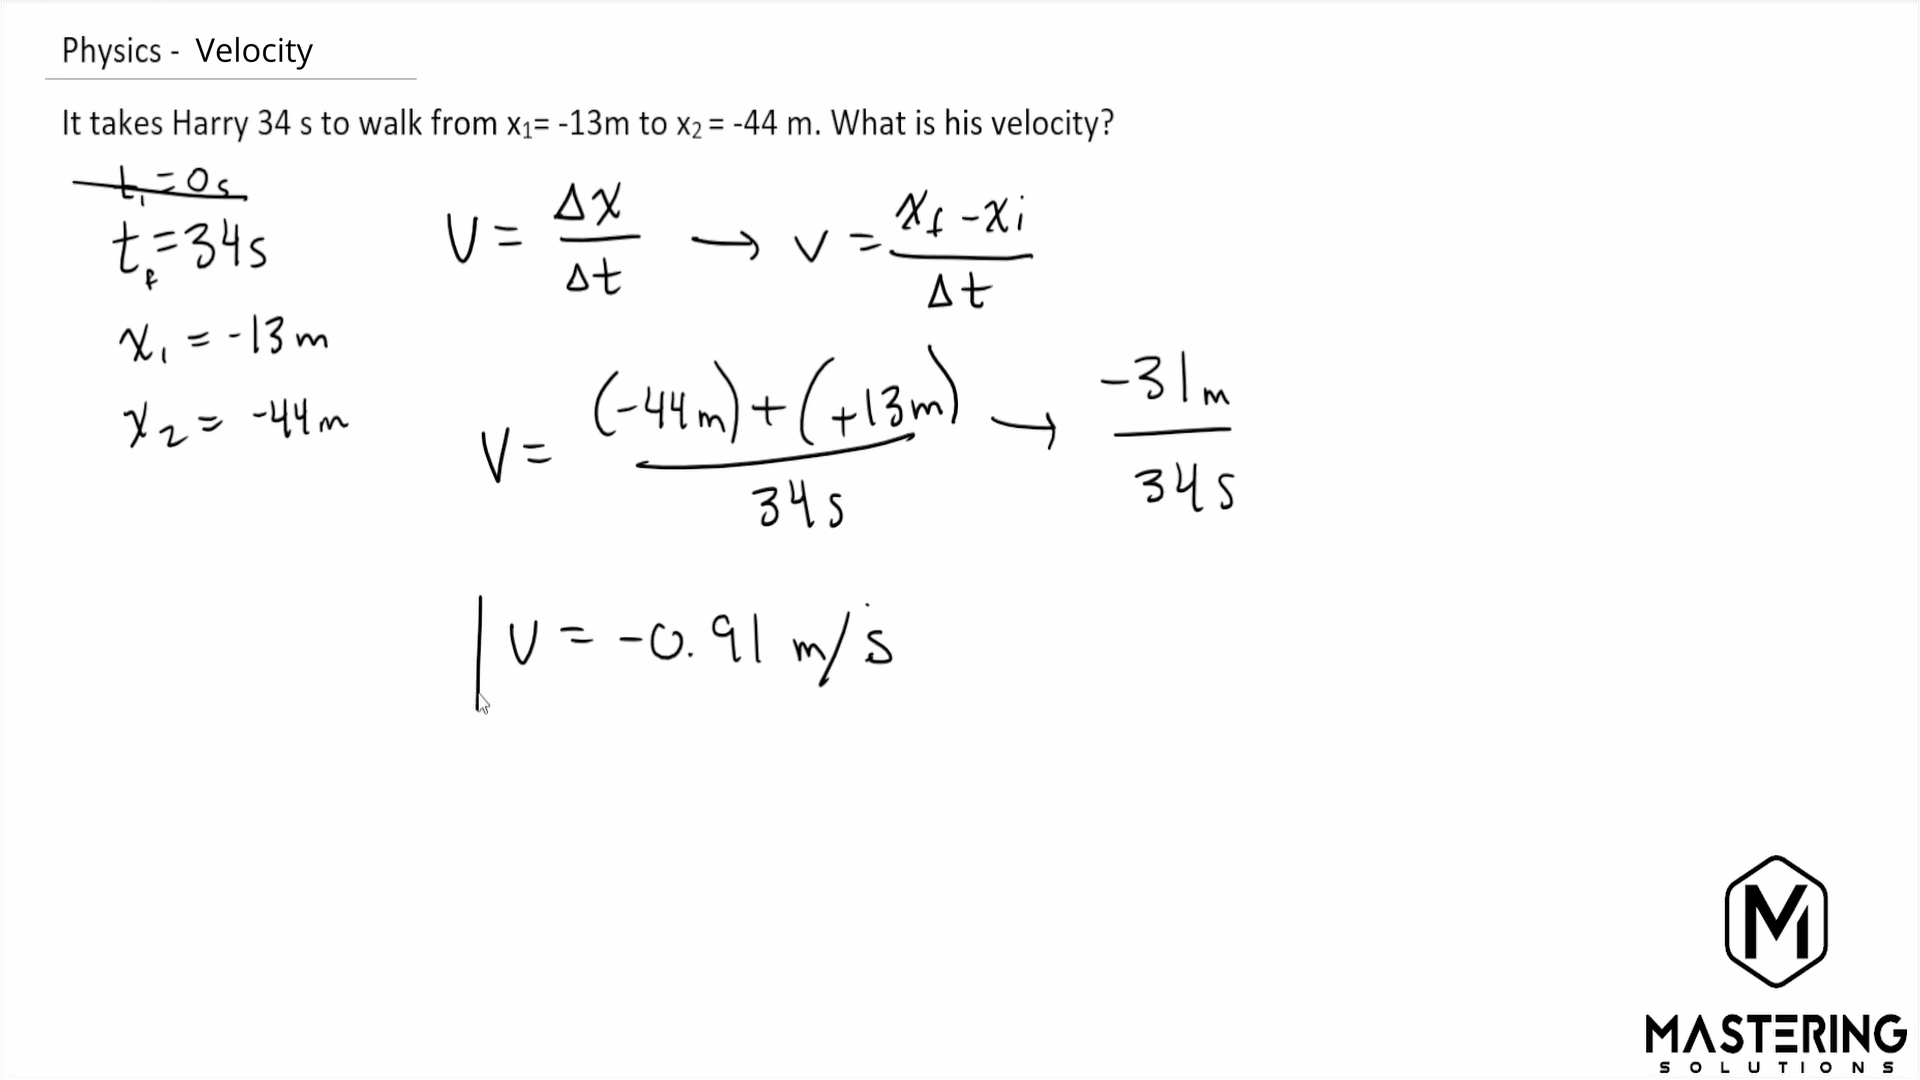 Physics - Velocity
It takes Harry 34 s to walk from x₁= -13m to x₂ = -44 m. What is his velocity?
t₁=0s
t_f=34s
x₁ = -13m
x₂ = -44m
V = Δx/Δt → v = (x_f - x_i)/Δt
V = ((-44m)+(+13m))/34s → -31m/34s
V = -0.91 m/s
MASTERING
SOLUTIONS